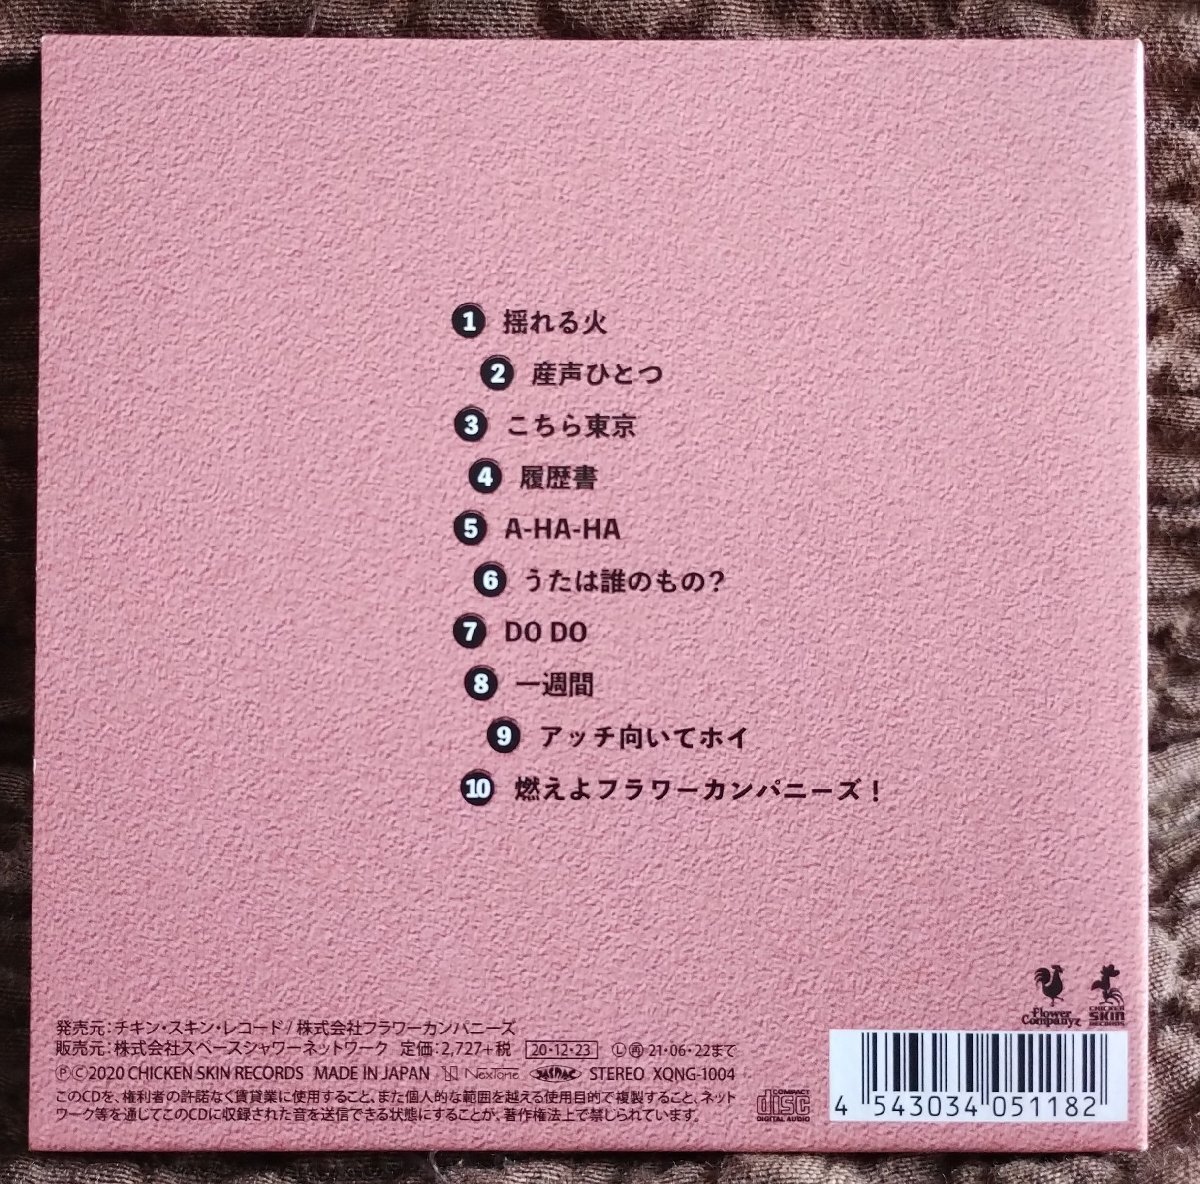 1 揺れる火
2 産声ひとつ
3 こちら東京
4 履歴書
5 A-HA-HA
6 うたは誰のもの?
7 DO DO
8 一週間
9 アッチ向いてホイ
10 燃えよフラワーカンパニーズ!
Flower Companyz
CHICKEN SKIN RECORDS
発売元:チキン・スキン・レコード/株式会社フラワーカンパニーズ
販売元:株式会社スペースシャワーネットワーク 定価:2,727+税 20・12・23 Ⓛ㊢21・06・22まで
ⓅⒸ2020 CHICKEN SKIN RECORDS MADE IN JAPAN NexTone JASRAC STEREO XQNG-1004
このCDを、権利者の許諾なく賃貸業に使用すること、また個人的な範囲を越える使用目的で複製すること、ネット
ワーク等を通じてこのCDに収録された音を送信できる状態にすることが、著作権法上で禁じられています。
COMPACT disc DIGITAL AUDIO
4 543034 051182